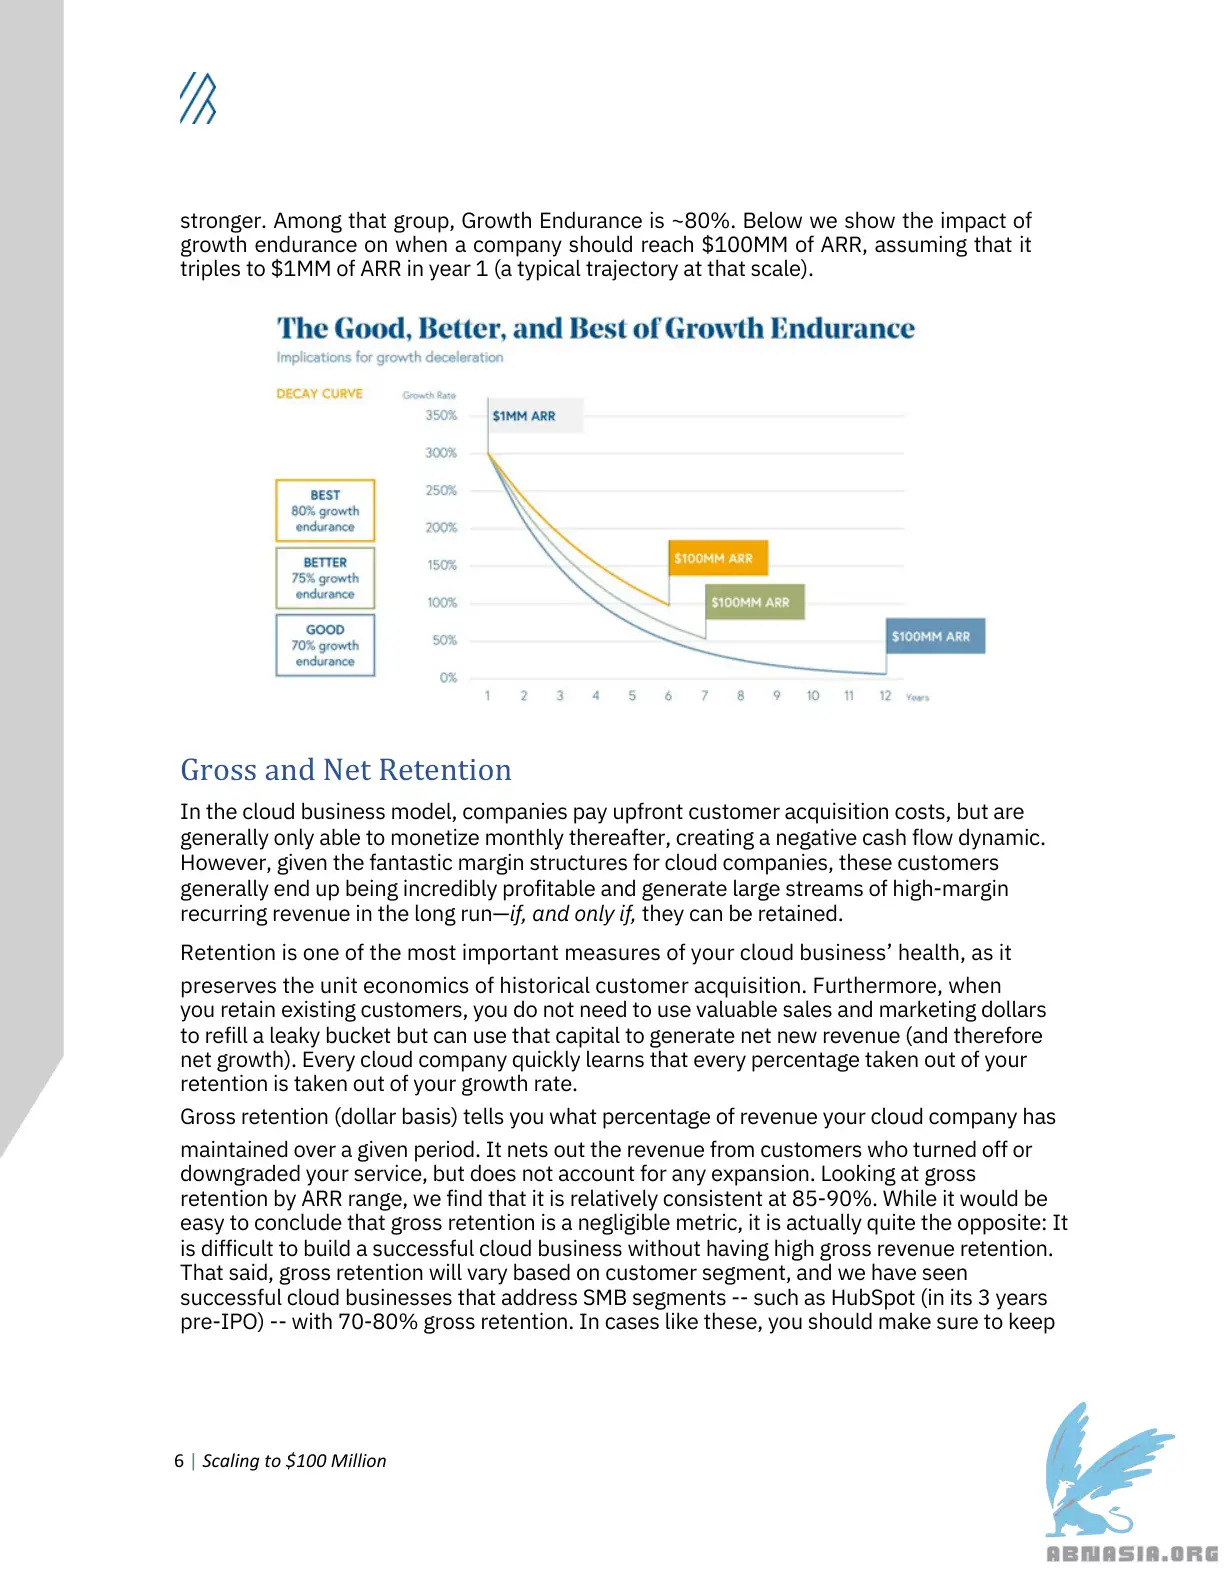 stronger. Among that group, Growth Endurance is ~80%. Below we show the impact of
growth endurance on when a company should reach $100MM of ARR, assuming that it
triples to $1MM of ARR in year 1 (a typical trajectory at that scale).
The Good, Better, and Best of Growth Endurance
Implications for growth deceleration
DECAY CURVE
BEST
80% growth
endurance
BETTER
75% growth
endurance
GOOD
70% growth
endurance
Growth Rate
350%
300%
250%
200%
150%
100%
50%
0%
$1MM ARR
$100MM ARR
$100MM ARR
$100MM ARR
1 2 3 4 5 6 7 8 9 10 11 12 Years
Gross and Net Retention
In the cloud business model, companies pay upfront customer acquisition costs, but are
generally only able to monetize monthly thereafter, creating a negative cash flow dynamic.
However, given the fantastic margin structures for cloud companies, these customers
generally end up being incredibly profitable and generate large streams of high-margin
recurring revenue in the long run—if, and only if, they can be retained.
Retention is one of the most important measures of your cloud business’ health, as it
preserves the unit economics of historical customer acquisition. Furthermore, when
you retain existing customers, you do not need to use valuable sales and marketing dollars
to refill a leaky bucket but can use that capital to generate net new revenue (and therefore
net growth). Every cloud company quickly learns that every percentage taken out of your
retention is taken out of your growth rate.
Gross retention (dollar basis) tells you what percentage of revenue your cloud company has
maintained over a given period. It nets out the revenue from customers who turned off or
downgraded your service, but does not account for any expansion. Looking at gross
retention by ARR range, we find that it is relatively consistent at 85-90%. While it would be
easy to conclude that gross retention is a negligible metric, it is actually quite the opposite: It
is difficult to build a successful cloud business without having high gross revenue retention.
That said, gross retention will vary based on customer segment, and we have seen
successful cloud businesses that address SMB segments -- such as HubSpot (in its 3 years
pre-IPO) -- with 70-80% gross retention. In cases like these, you should make sure to keep
6 | Scaling to $100 Million
ABNASIA.ORG